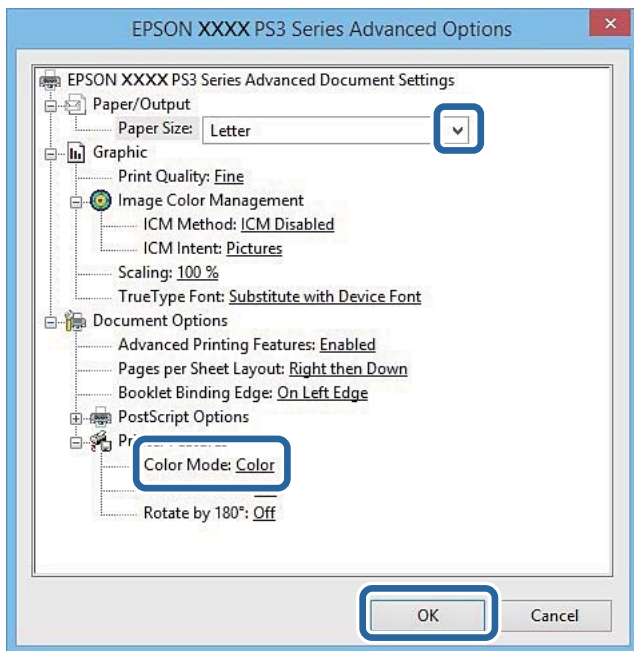 EPSON XXXX PS3 Series Advanced Options
EPSON XXXX PS3 Series Advanced Document Settings
Paper/Output
Paper Size: Letter
Graphic
Print Quality: Fine
Image Color Management
ICM Method: ICM Disabled
ICM Intent: Pictures
Scaling: 100 %
TrueType Font: Substitute with Device Font
Document Options
Advanced Printing Features: Enabled
Pages per Sheet Layout: Right then Down
Booklet Binding Edge: On Left Edge
PostScript Options
Color Mode: Color
Rotate by 180°: Off
OK
Cancel